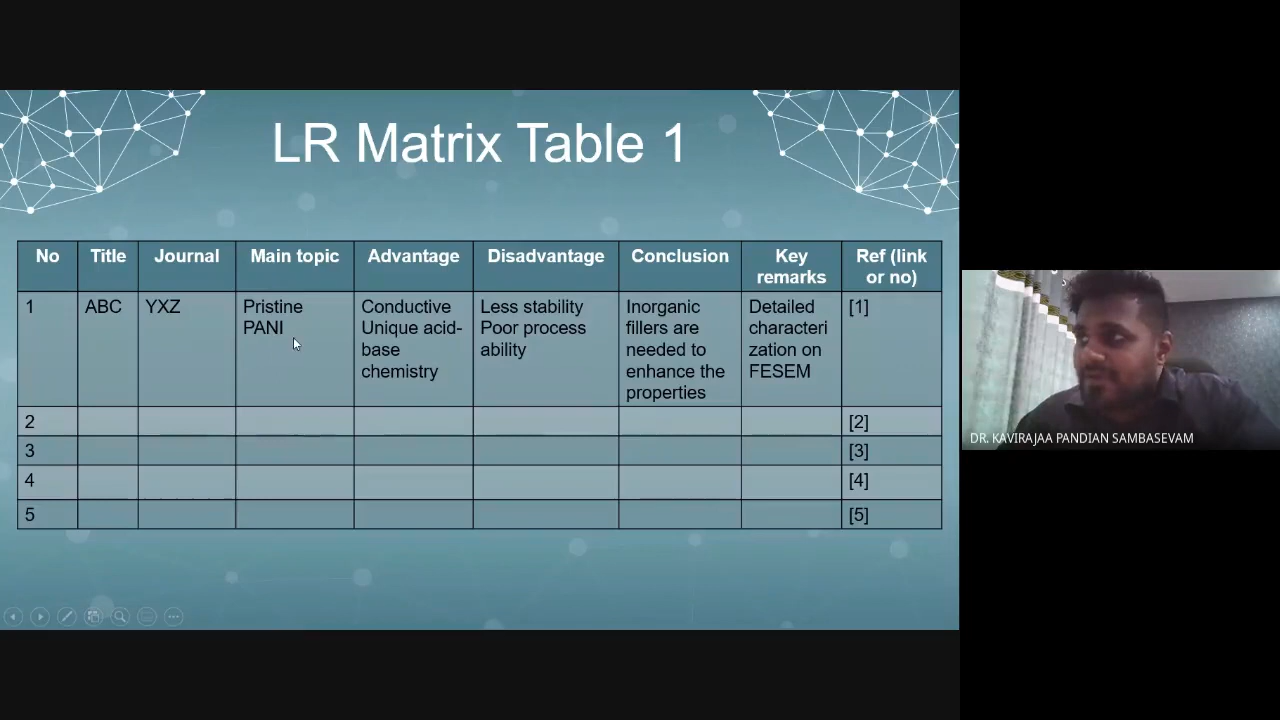 LR Matrix Table 1
No
Title
Journal
Main topic
Advantage
Disadvantage
Conclusion
Key
remarks
Ref (link
or no)
1
ABC
YXZ
Pristine
PANI
Conductive
Unique acid-
base
chemistry
Less stability
Poor process
ability
Inorganic
fillers are
needed to
enhance the
properties
Detailed
characteri
zation on
FESEM
[1]
2
[2]
3
[3]
4
[4]
5
[5]
DR. KAVIRAJAA PANDIAN SAMBASEVAM